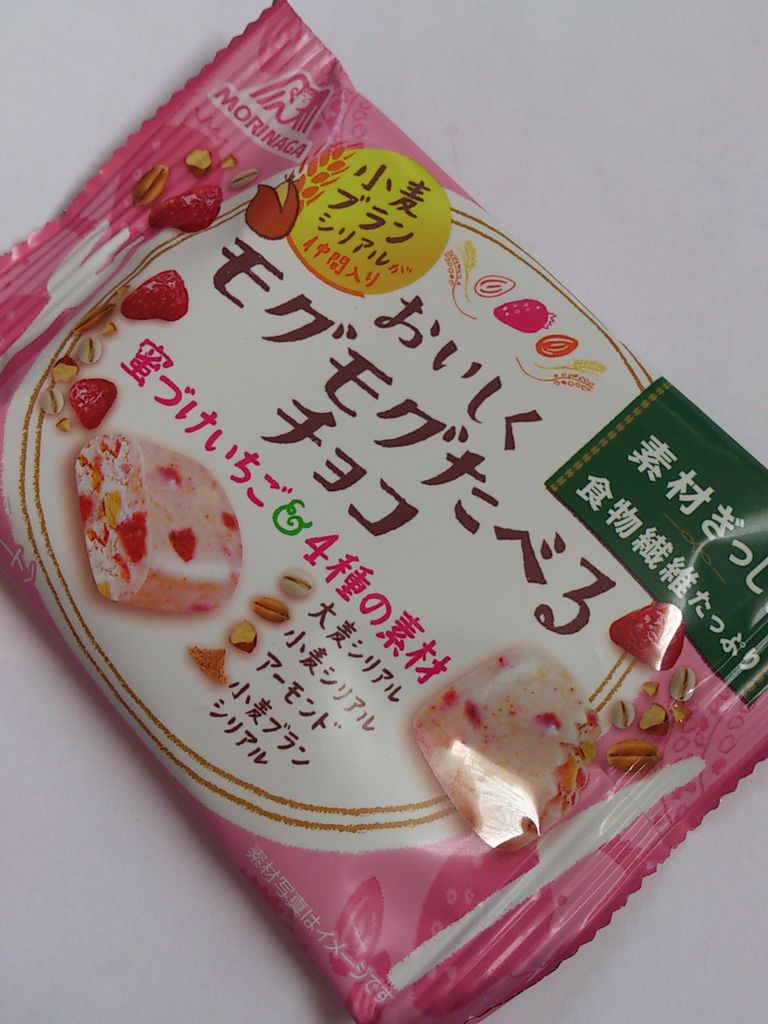 MORINAGA
小麦
ブラン
シリアルが
仲間入り
おいしく
モグモグたべる
チョコ
素材ぎっし
食物繊維たっぷり
蜜づけいちご&4種の素材
大麦シリアル
小麦シリアル
アーモンド
小麦ブラン
シリアル
素材写真はイメージです